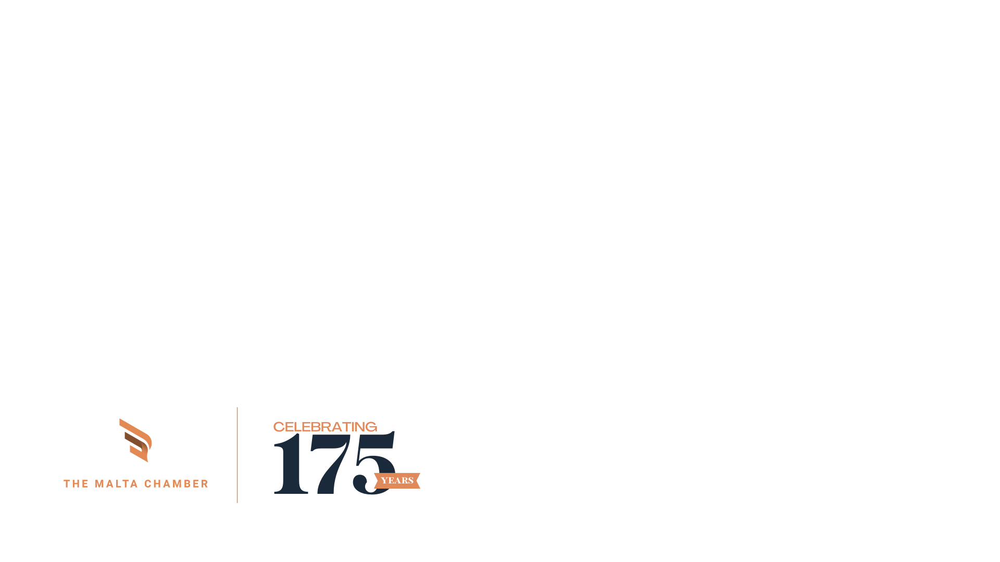 THE MALTA CHAMBER
CELEBRATING
175
YEARS